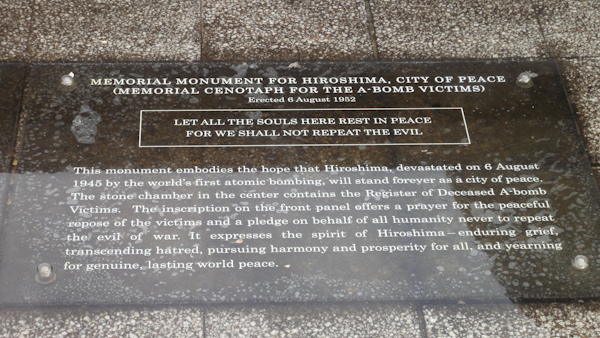 MEMORIAL MONUMENT FOR HIROSHIMA, CITY OF PEACE
(MEMORIAL CENOTAPH FOR THE A-BOMB VICTIMS)
Erected 6 August 1952
LET ALL THE SOULS HERE REST IN PEACE
FOR WE SHALL NOT REPEAT THE EVIL
This monument embodies the hope that Hiroshima, devastated on 6 August
1945 by the world's first atomic bombing, will stand forever as a city of peace.
The stone chamber in the center contains the Register of Deceased A-bomb
Victims. The inscription on the front panel offers a prayer for the peaceful
repose of the victims and a pledge on behalf of all humanity never to repeat
the evil of war. It expresses the spirit of Hiroshima — enduring grief,
transcending hatred, pursuing harmony and prosperity for all, and yearning
for genuine, lasting world peace.